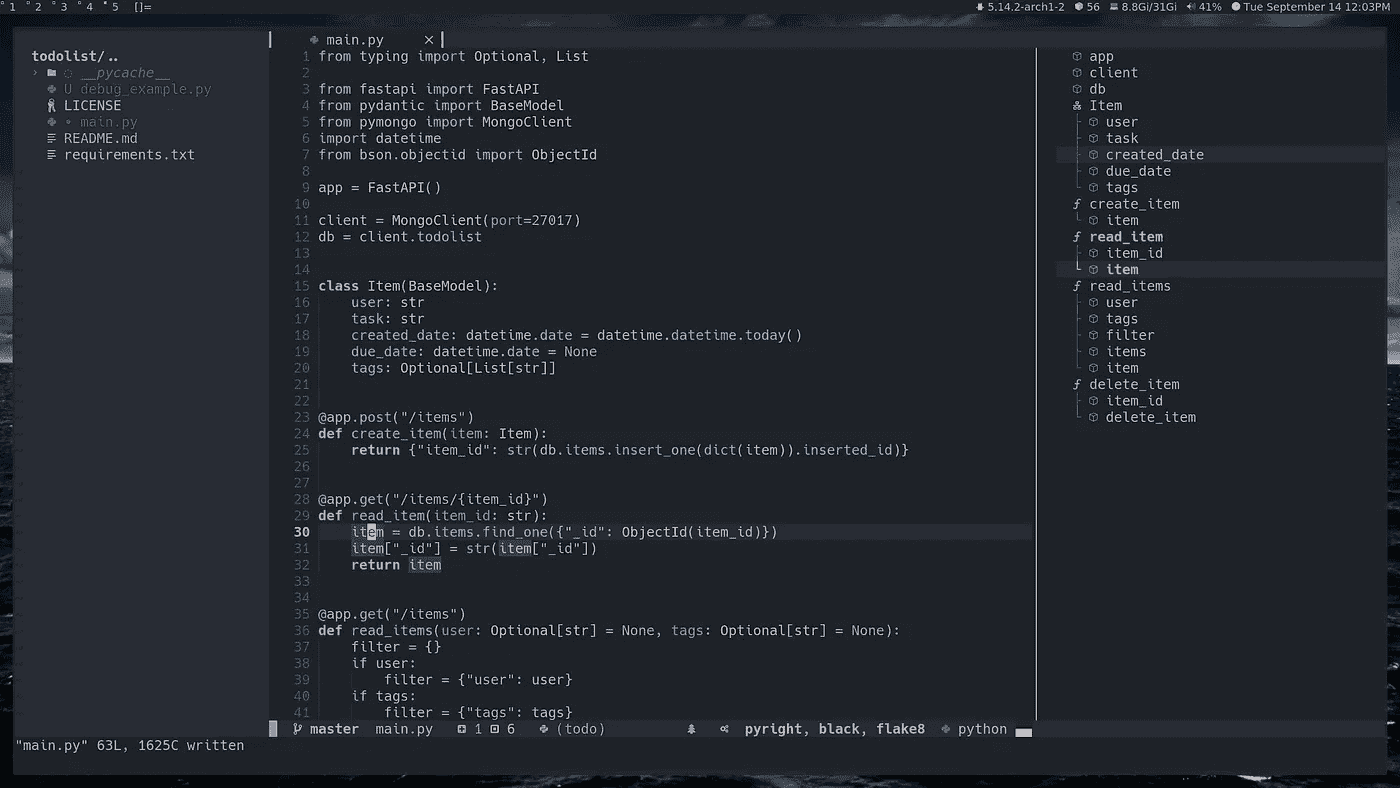 1 2 3 4 5 []= 5.14.2-arch1-2 56 8.8Gi/31Gi 41% Tue September 14 12:03PM
todolist/..
__pycache__
U debug_example.py
LICENSE
main.py
README.md
requirements.txt
main.py ×
1 from typing import Optional, List
2
3 from fastapi import FastAPI
4 from pydantic import BaseModel
5 from pymongo import MongoClient
6 import datetime
7 from bson.objectid import ObjectId
8
9 app = FastAPI()
10
11 client = MongoClient(port=27017)
12 db = client.todolist
13
14
15 class Item(BaseModel):
16     user: str
17     task: str
18     created_date: datetime.date = datetime.datetime.today()
19     due_date: datetime.date = None
20     tags: Optional[List[str]]
21
22
23 @app.post("/items")
24 def create_item(item: Item):
25     return {"item_id": str(db.items.insert_one(dict(item)).inserted_id)}
26
27
28 @app.get("/items/{item_id}")
29 def read_item(item_id: str):
30     item = db.items.find_one({"_id": ObjectId(item_id)})
31     item["_id"] = str(item["_id"])
32     return item
33
34
35 @app.get("/items")
36 def read_items(user: Optional[str] = None, tags: Optional[str] = None):
37     filter = {}
38     if user:
39         filter = {"user": user}
40     if tags:
41         filter = {"tags": tags}
app
client
db
Item
user
task
created_date
due_date
tags
create_item
item
read_item
item_id
item
read_items
user
tags
filter
items
item
delete_item
item_id
delete_item
master main.py 1 6 (todo) pyright, black, flake8 python
"main.py" 63L, 1625C written